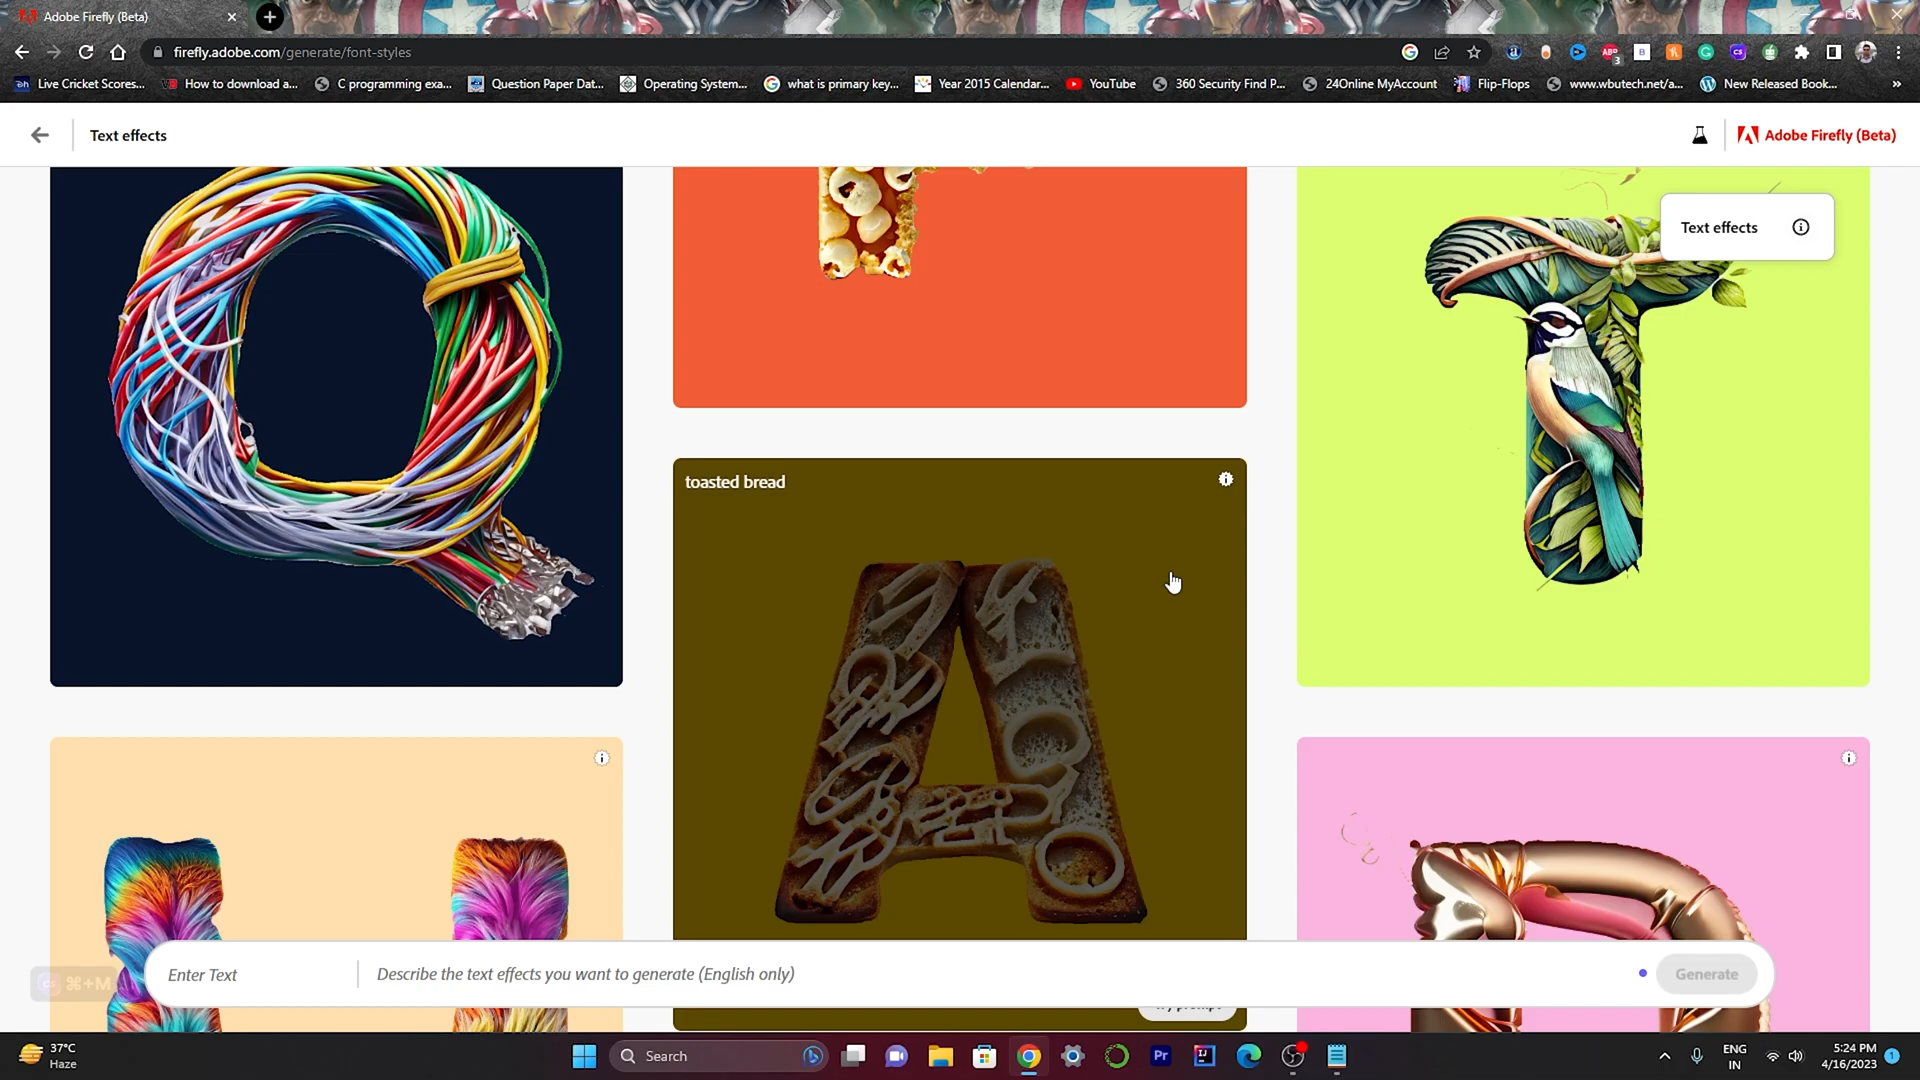 Adobe Firefly (Beta)
firefly.adobe.com/generate/font-styles
Live Cricket Scores...
How to download a...
C programming exa...
Question Paper Dat...
Operating System...
what is primary key...
Year 2015 Calendar...
YouTube
360 Security Find P...
24Online MyAccount
Flip-Flops
www.wbutech.net/a...
New Released Book...
Text effects
Adobe Firefly (Beta)
Text effects
toasted bread
⌘+M
Enter Text
Describe the text effects you want to generate (English only)
Generate
37°C
Haze
Search
ENG
IN
5:24 PM
4/16/2023